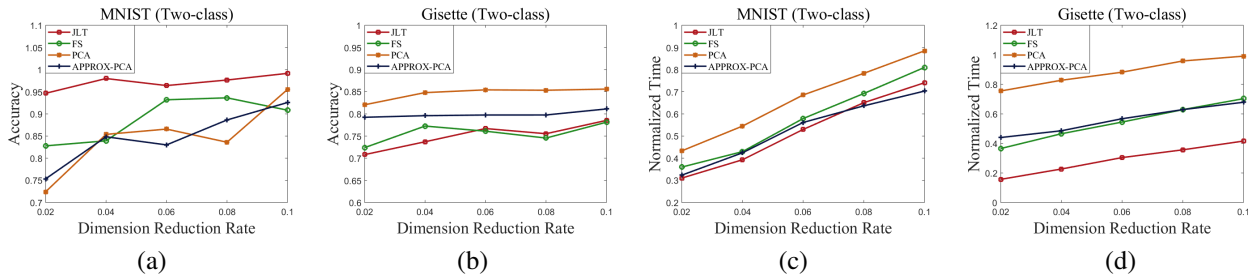 MNIST (Two-class)
JLT
FS
PCA
APPROX-PCA
Accuracy
1.1
1.05
1
0.95
0.9
0.85
0.8
0.75
0.7
0.65
0.02
0.04
0.06
0.08
0.1
Dimension Reduction Rate
(a)
Gisette (Two-class)
JLT
FS
PCA
APPROX-PCA
Accuracy
1
0.95
0.9
0.85
0.8
0.75
0.7
0.65
0.6
0.02
0.04
0.06
0.08
0.1
Dimension Reduction Rate
(b)
MNIST (Two-class)
JLT
FS
PCA
APPROX-PCA
Normalized Time
1
0.9
0.8
0.7
0.6
0.5
0.4
0.3
0.2
0.02
0.04
0.06
0.08
0.1
Dimension Reduction Rate
(c)
Gisette (Two-class)
JLT
FS
PCA
APPROX-PCA
Normalized Time
1.2
1
0.8
0.6
0.4
0.2
0
0.02
0.04
0.06
0.08
0.1
Dimension Reduction Rate
(d)